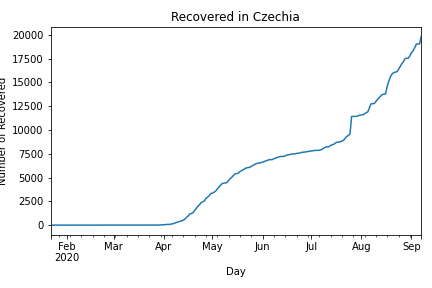 Recovered in Czechia
Number of Recovered
20000
17500
15000
12500
10000
7500
5000
2500
0
Feb Mar Apr May Jun Jul Aug Sep
2020
Day